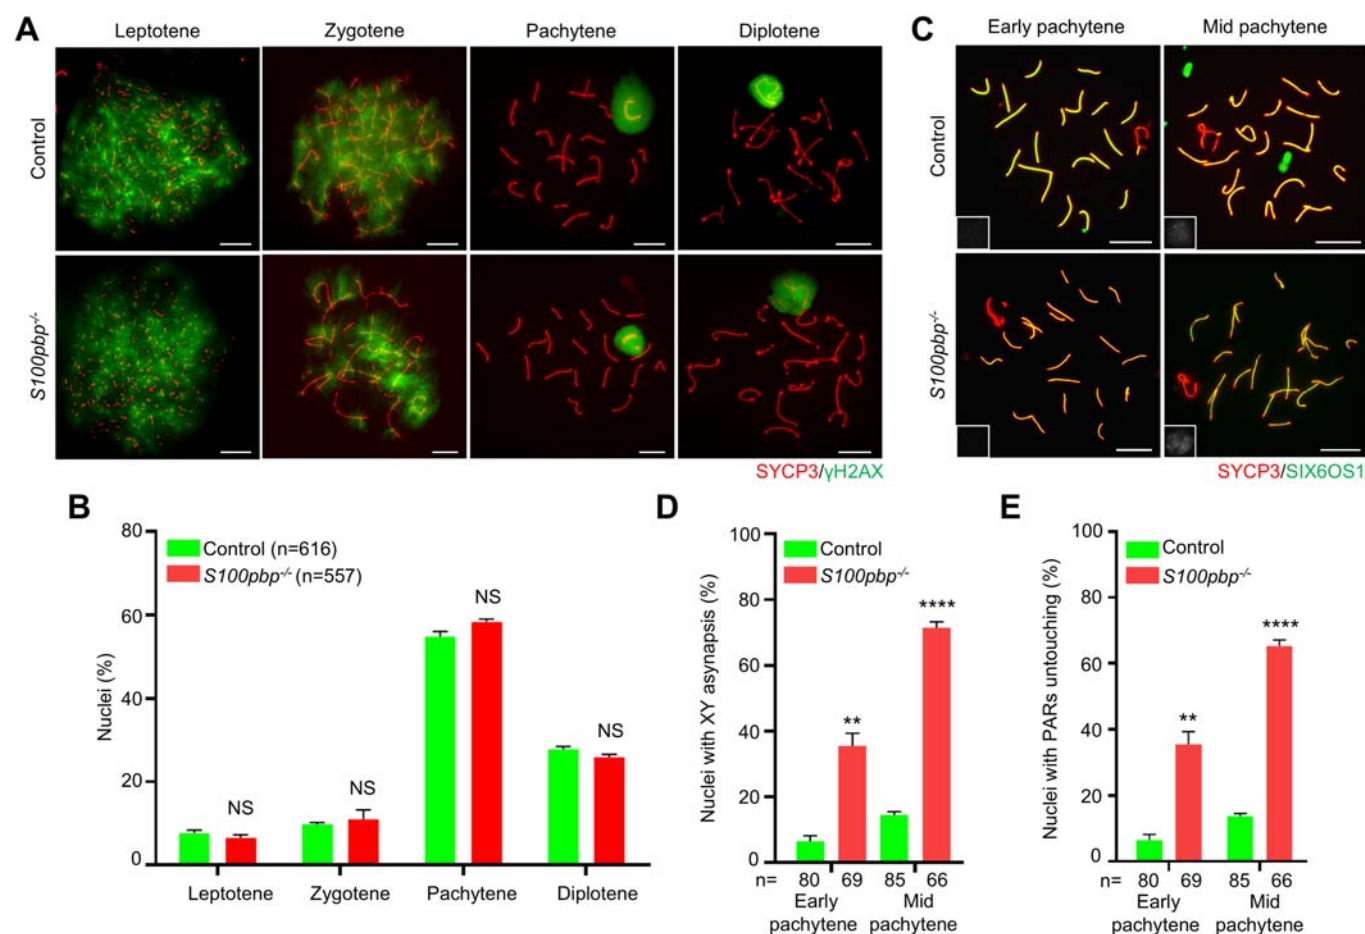 A
Leptotene
Zygotene
Pachytene
Diplotene
Control
S100pbp-/-
SYCP3/γH2AX
C
Early pachytene
Mid pachytene
Control
S100pbp-/-
SYCP3/SIX6OS1
B
Nuclei (%)
80
60
40
20
0
Control (n=616)
S100pbp-/- (n=557)
NS
NS
NS
NS
Leptotene
Zygotene
Pachytene
Diplotene
D
Nuclei with XY asynapsis (%)
100
80
60
40
20
0
Control
S100pbp-/-
**
****
n= 80 69 85 66
Early pachytene
Mid pachytene
E
Nuclei with PARs untouching (%)
100
80
60
40
20
0
Control
S100pbp-/-
**
****
n= 80 69 85 66
Early pachytene
Mid pachytene